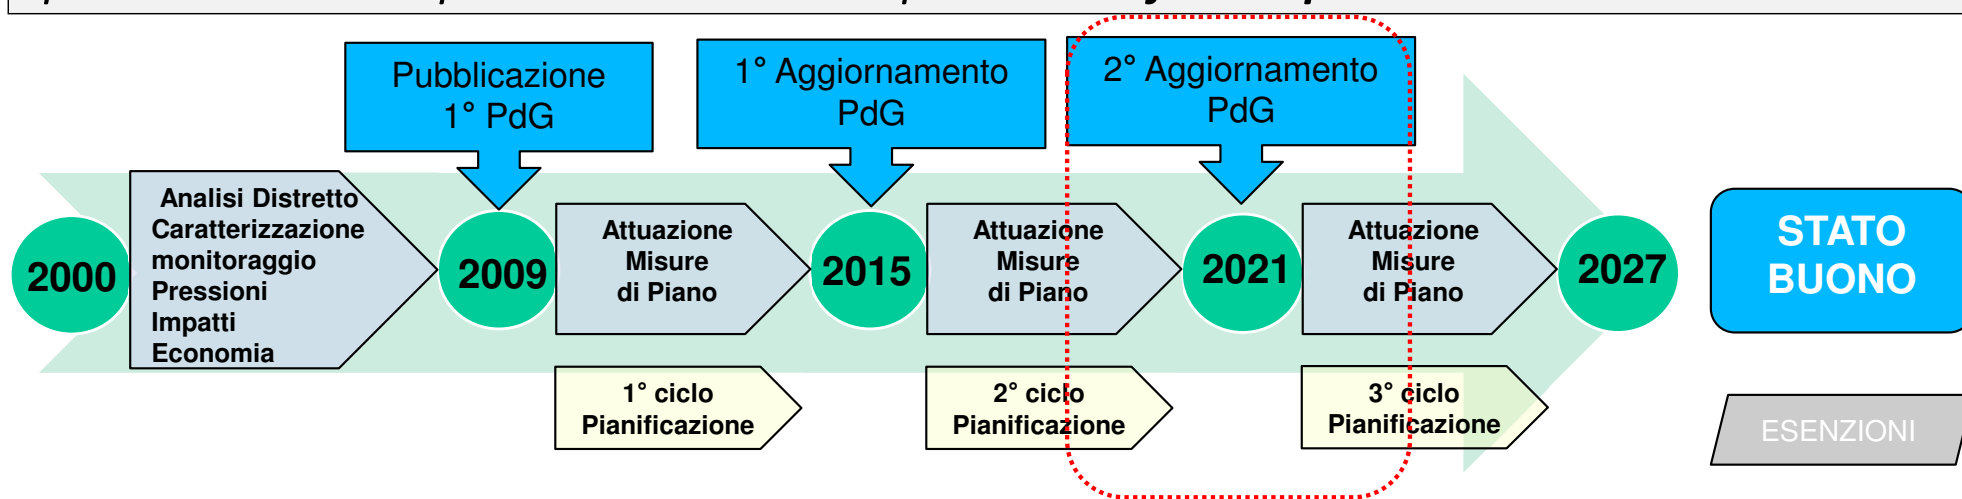 Pubblicazione
1° PdG
1° Aggiornamento
PdG
2° Aggiornamento
PdG
2000
Analisi Distretto
Caratterizzazione
monitoraggio
Pressioni
Impatti
Economia
2009
Attuazione
Misure
di Piano
2015
Attuazione
Misure
di Piano
2021
Attuazione
Misure
di Piano
2027
STATO
BUONO
1° ciclo
Pianificazione
2° ciclo
Pianificazione
3° ciclo
Pianificazione
ESENZIONI